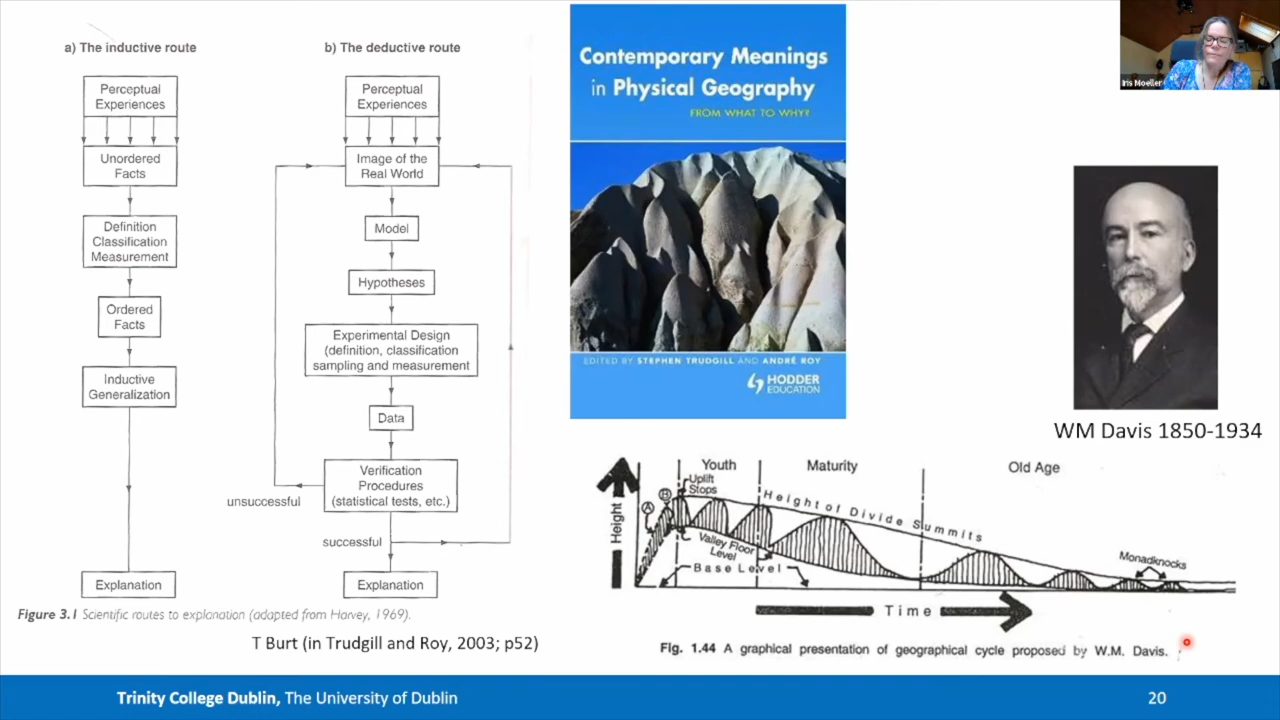 a) The inductive route
Perceptual
Experiences
Unordered
Facts
Definition
Classification
Measurement
Ordered
Facts
Inductive
Generalization
Explanation
b) The deductive route
Perceptual
Experiences
Image of the
Real World
Model
Hypotheses
Experimental Design
(definition, classification
sampling and measurement
Data
Verification
Procedures
(statistical tests, etc.)
unsuccessful
successful
Explanation
Figure 3.1 Scientific routes to explanation (adapted from Harvey, 1969).
T Burt (in Trudgill and Roy, 2003; p52)
Contemporary Meanings
in Physical Geography
FROM WHAT TO WHY?
EDITED BY STEPHEN TRUDGILL AND ANDRÉ ROY
HODDER
EDUCATION
Iris Moeller
WM Davis 1850-1934
Youth
Maturity
Old Age
Uplift
Stops
A
B
Height of Divide Summits
Height
Valley Floor
Level
Base Level
Monadknocks
Time
Fig. 1.44 A graphical presentation of geographical cycle proposed by W.M. Davis.
Trinity College Dublin, The University of Dublin
20